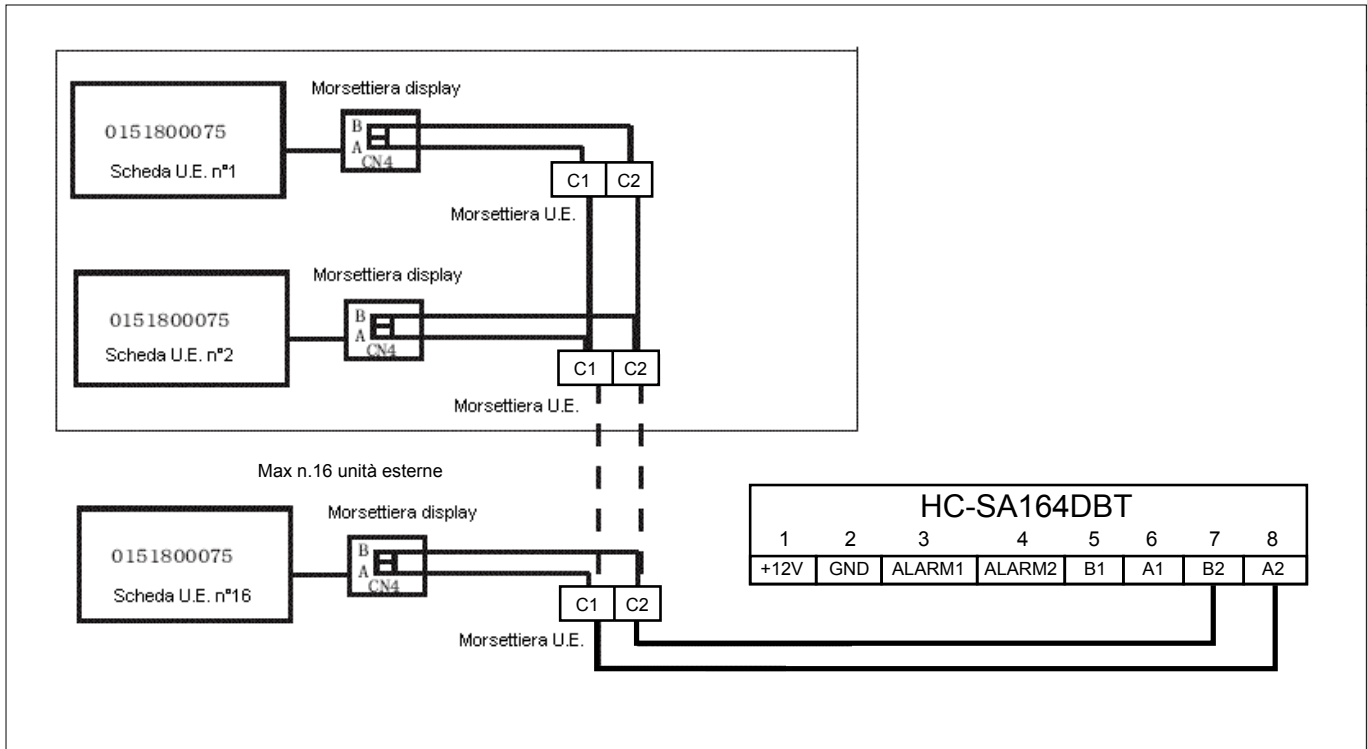 Morsettiera display
0151800075
Scheda U.E. n°1
B
A
CN4
C1 C2
Morsettiera U.E.
Morsettiera display
0151800075
Scheda U.E. n°2
B
A
CN4
C1 C2
Morsettiera U.E.
Max n.16 unità esterne
Morsettiera display
0151800075
Scheda U.E. n°16
B
A
CN4
C1 C2
Morsettiera U.E.
HC-SA164DBT
1 2 3 4 5 6 7 8
+12V GND ALARM1 ALARM2 B1 A1 B2 A2